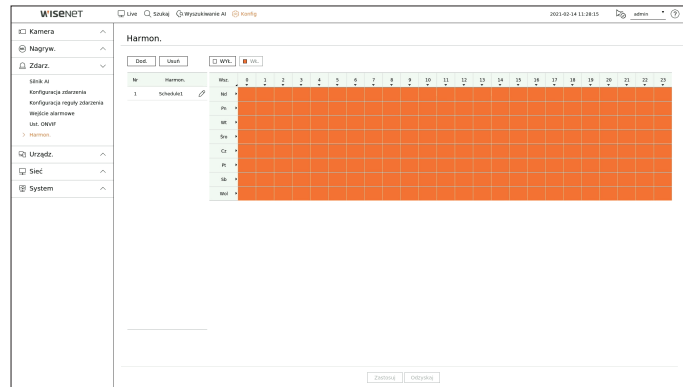 WISENET
Live Szukaj Wyszukiwanie AI Konfig
2021-02-14 11:28:15 admin
Kamera
Nagryw.
Zdarz.
Silnik AI
Konfiguracja zdarzenia
Konfiguracja reguły zdarzenia
Wejście alarmowe
Ust. ONVIF
Harmon.
Urządz.
Sieć
System
Harmon.
Dod. Usuń WYŁ. WŁ.
Nr Harmon. Wsz. 0 1 2 3 4 5 6 7 8 9 10 11 12 13 14 15 16 17 18 19 20 21 22 23
1 Schedule1 Nd
Pn
Wt
Śro
Cz
Pt
Sb
Wol
Zastosuj Odzyskaj